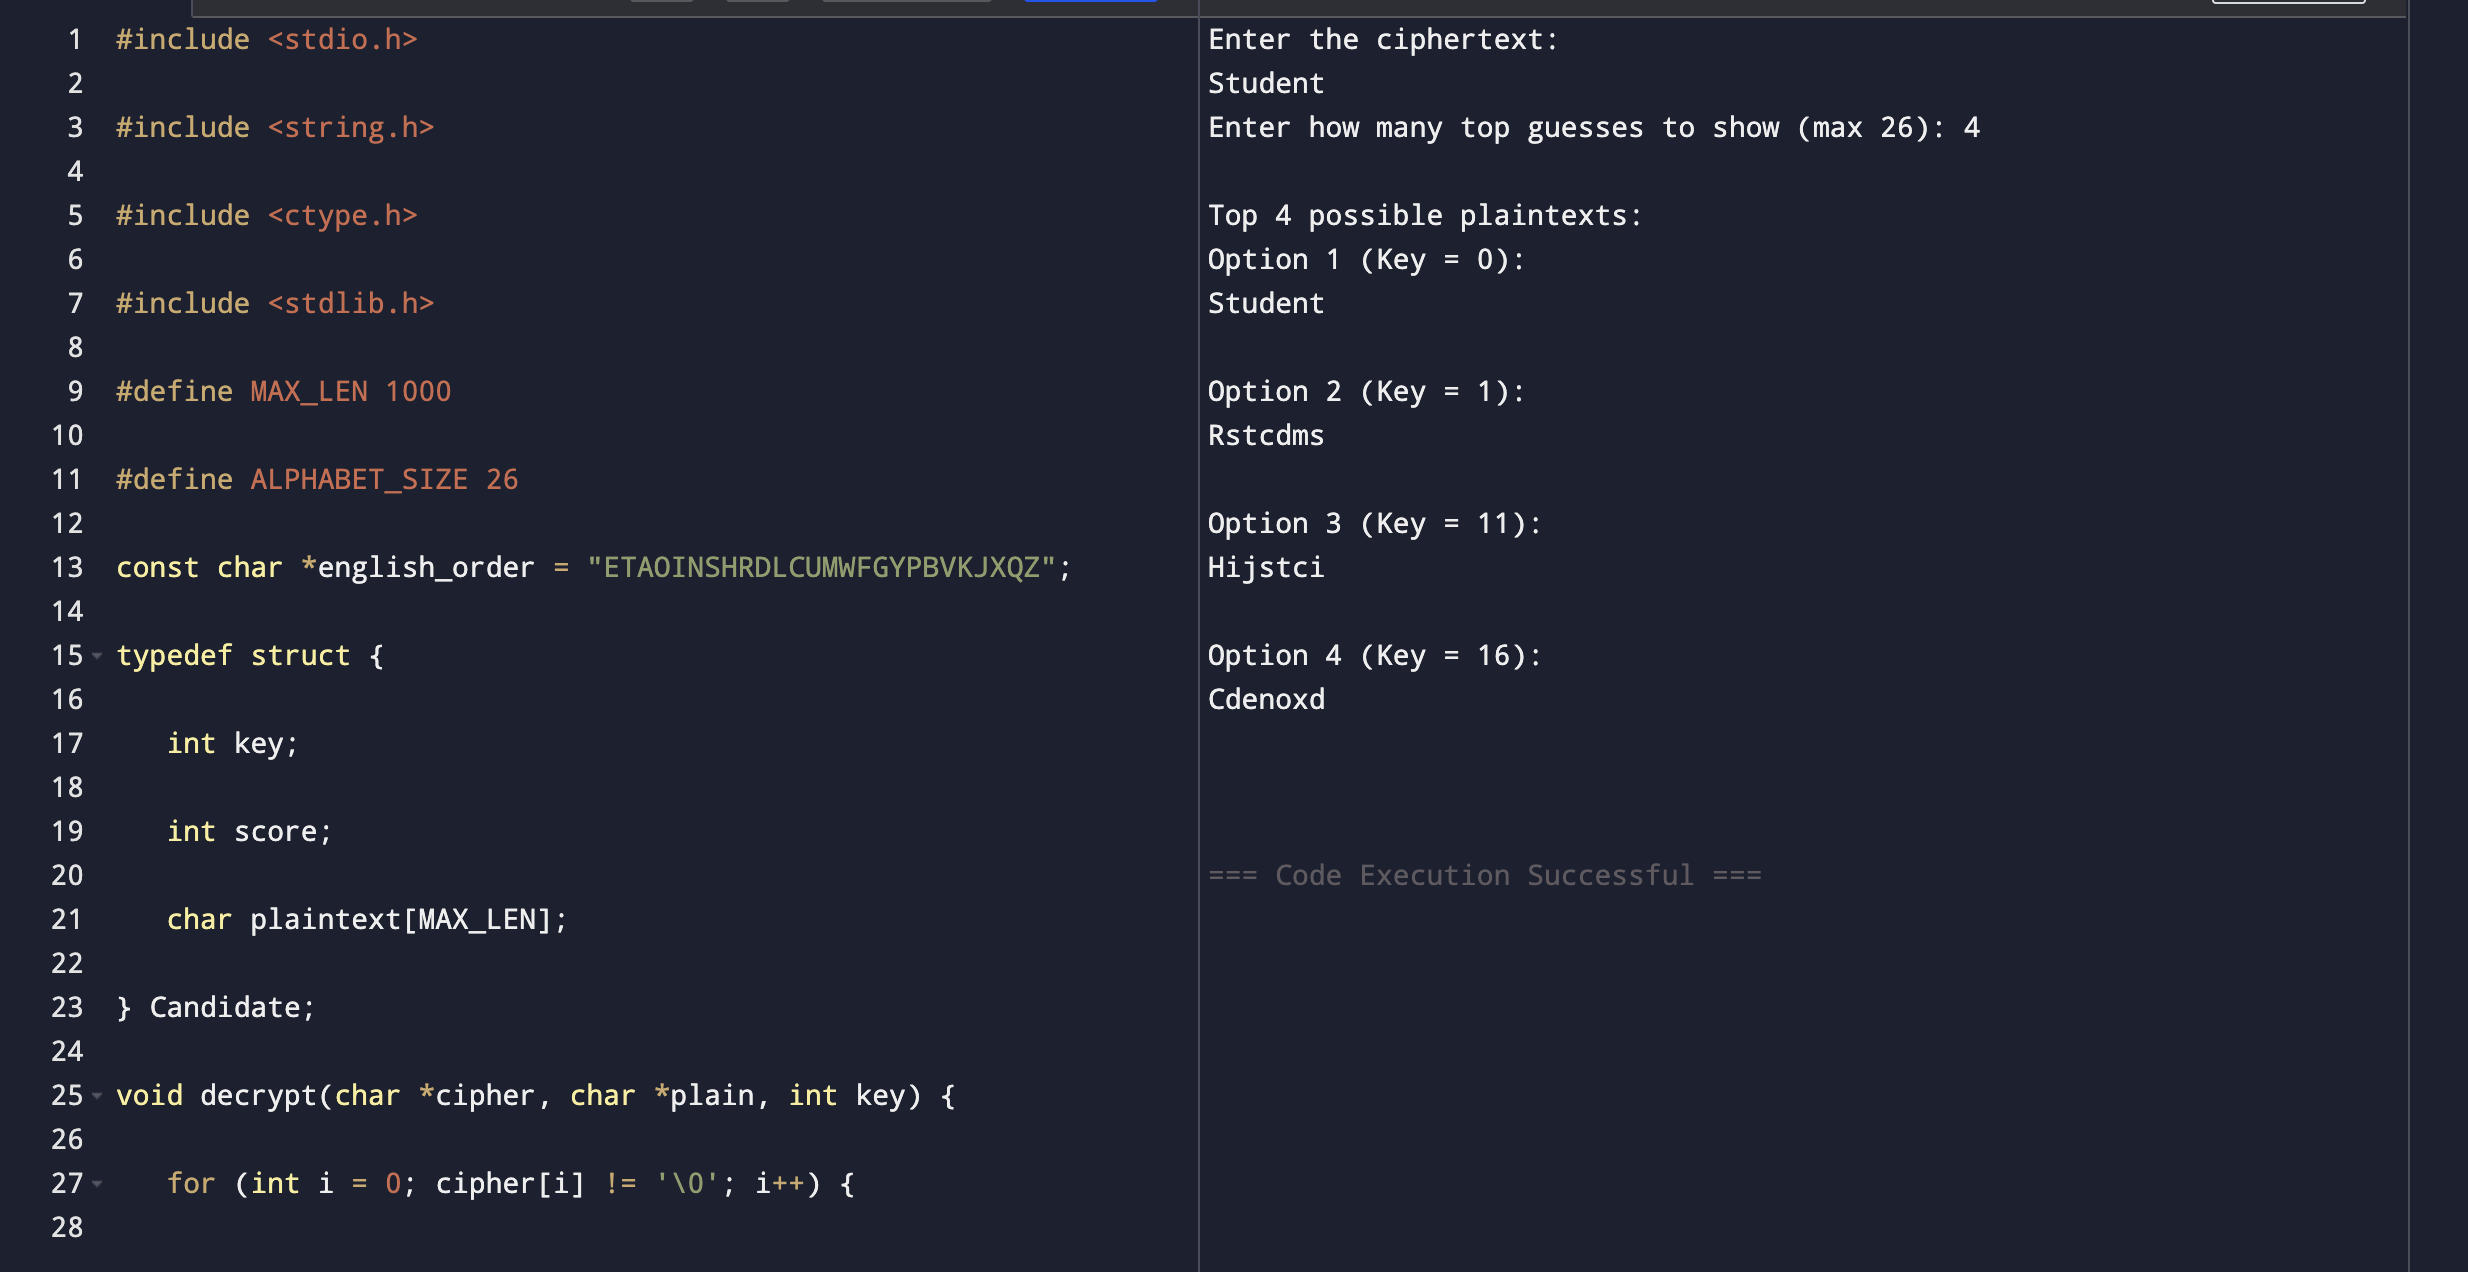 1 #include <stdio.h>
2
3 #include <string.h>
4
5 #include <ctype.h>
6
7 #include <stdlib.h>
8
9 #define MAX_LEN 1000
10
11 #define ALPHABET_SIZE 26
12
13 const char *english_order = "ETAOINSHRDLCUMWFGYPBVKJXQZ";
14
15 typedef struct {
16
17    int key;
18
19    int score;
20
21    char plaintext[MAX_LEN];
22
23 } Candidate;
24
25 void decrypt(char *cipher, char *plain, int key) {
26
27    for (int i = 0; cipher[i] != '\0'; i++) {
28
Enter the ciphertext:
Student
Enter how many top guesses to show (max 26): 4
Top 4 possible plaintexts:
Option 1 (Key = 0):
Student
Option 2 (Key = 1):
Rstcdms
Option 3 (Key = 11):
Hijstci
Option 4 (Key = 16):
Cdenoxd
=== Code Execution Successful ===